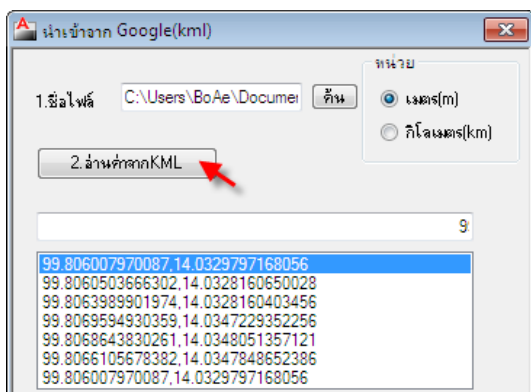 นำเข้าจาก Google(kml)
หน่วย
1.ชื่อไฟล์ C:\Users\BoAe\Documer ค้น
เมตร(m)
กิโลเมตร(km)
2.อ่านค่าจากKML
9
99.806007970087,14.0329797168056
99.8060503666302,14.0328160650028
99.8063989901974,14.0328160403456
99.8069594930359,14.0347229352256
99.8068643830261,14.0348051357121
99.8066105678382,14.0347848652386
99.806007970087,14.0329797168056